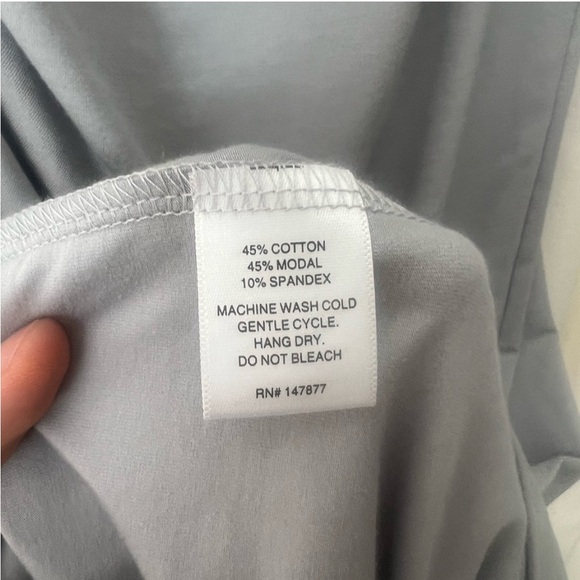 45% COTTON
45% MODAL
10% SPANDEX
MACHINE WASH COLD
GENTLE CYCLE.
HANG DRY.
DO NOT BLEACH
RN# 147877